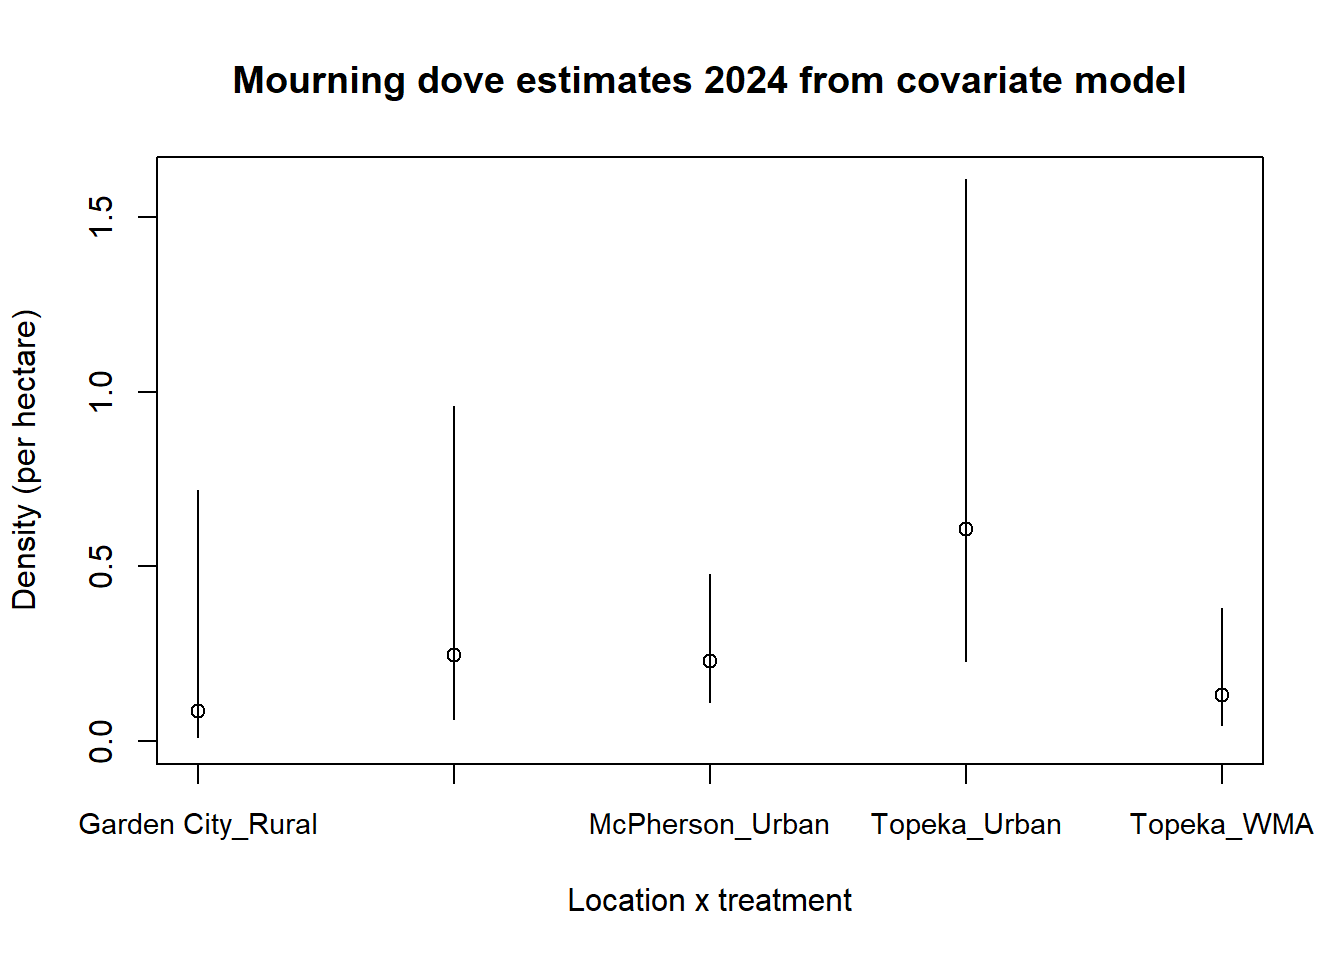 Mourning dove estimates 2024 from covariate model
Density (per hectare)
1.5
1.0
0.5
0.0
Garden City_Rural McPherson_Urban Topeka_Urban Topeka_WMA
Location x treatment